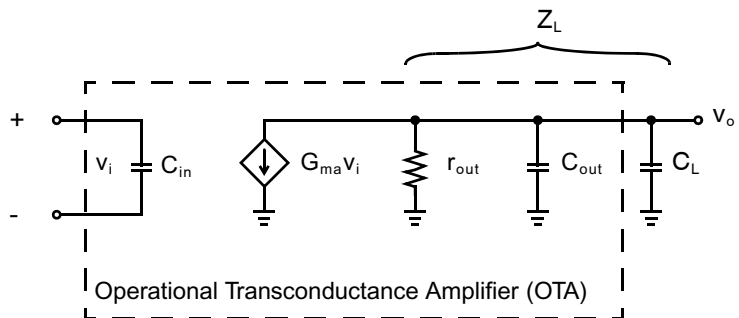 Z_L
+
v_i
C_in
G_ma v_i
r_out
C_out
C_L
v_o
-
Operational Transconductance Amplifier (OTA)